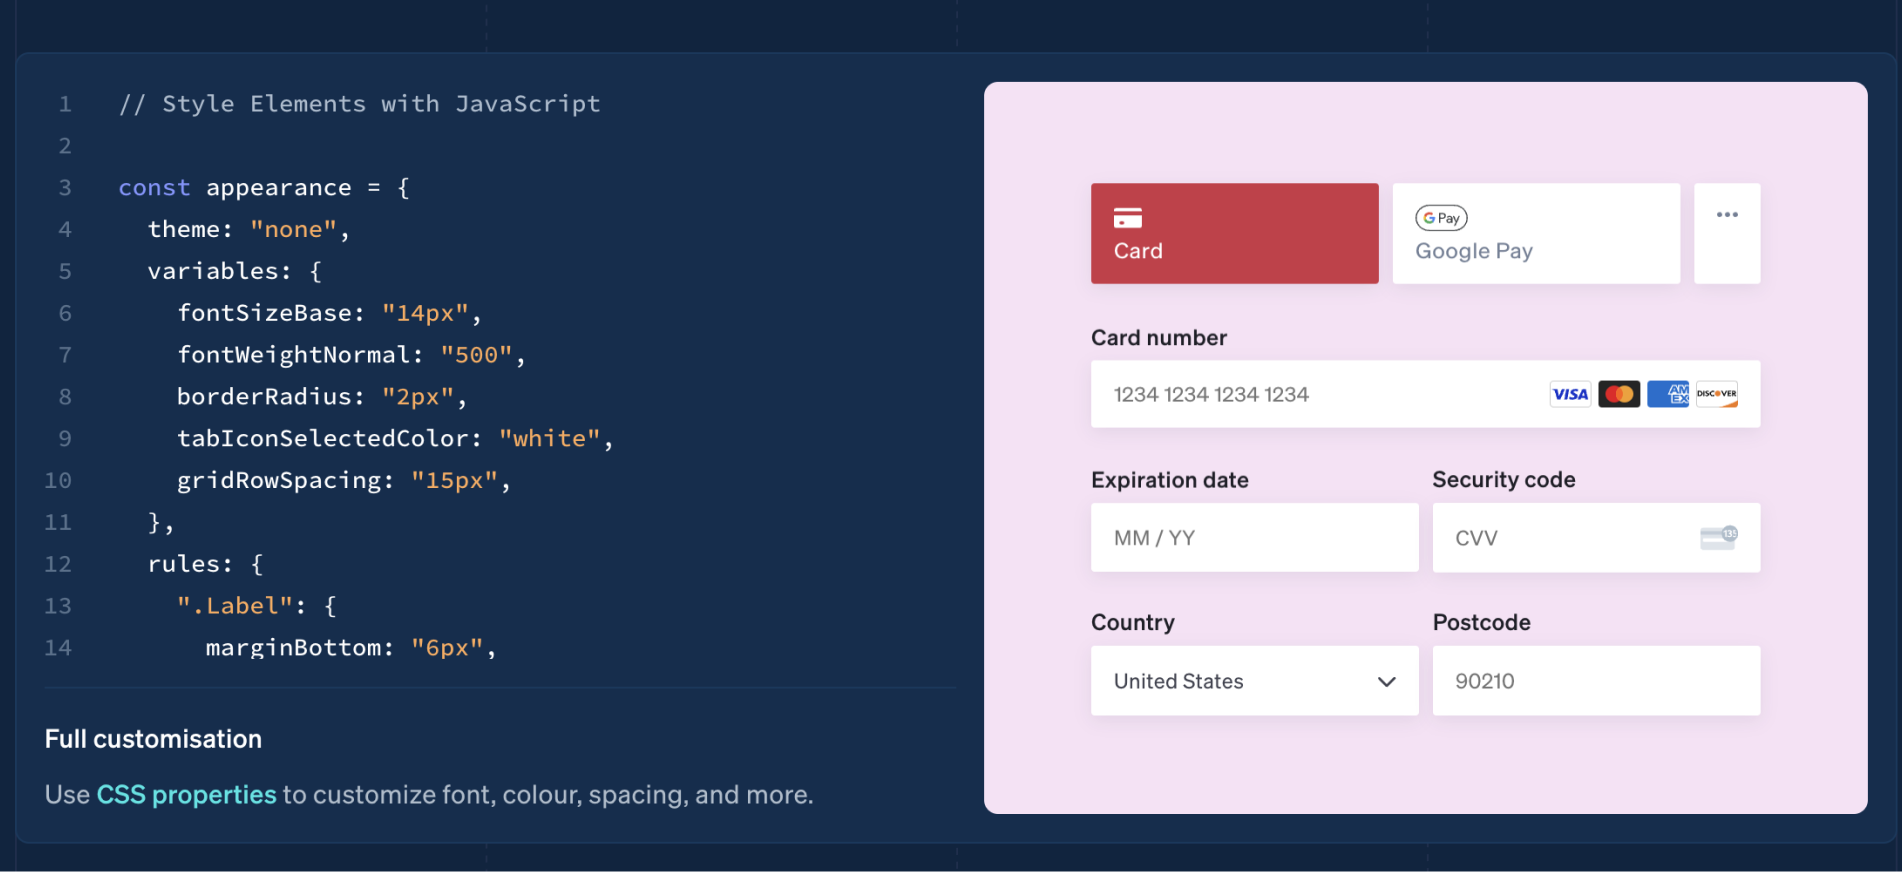 1 // Style Elements with JavaScript
2
3 const appearance = {
4 theme: "none",
5 variables: {
6 fontSizeBase: "14px",
7 fontWeightNormal: "500",
8 borderRadius: "2px",
9 tabIconSelectedColor: "white",
10 gridRowSpacing: "15px",
11 },
12 rules: {
13 ".Label": {
14 marginBottom: "6px",
Full customisation
Use CSS properties to customize font, colour, spacing, and more.
Card
G Pay
Google Pay
Card number
1234 1234 1234 1234 VISA AMEX DISCOVER
Expiration date Security code
MM / YY CVV 135
Country Postcode
United States 90210